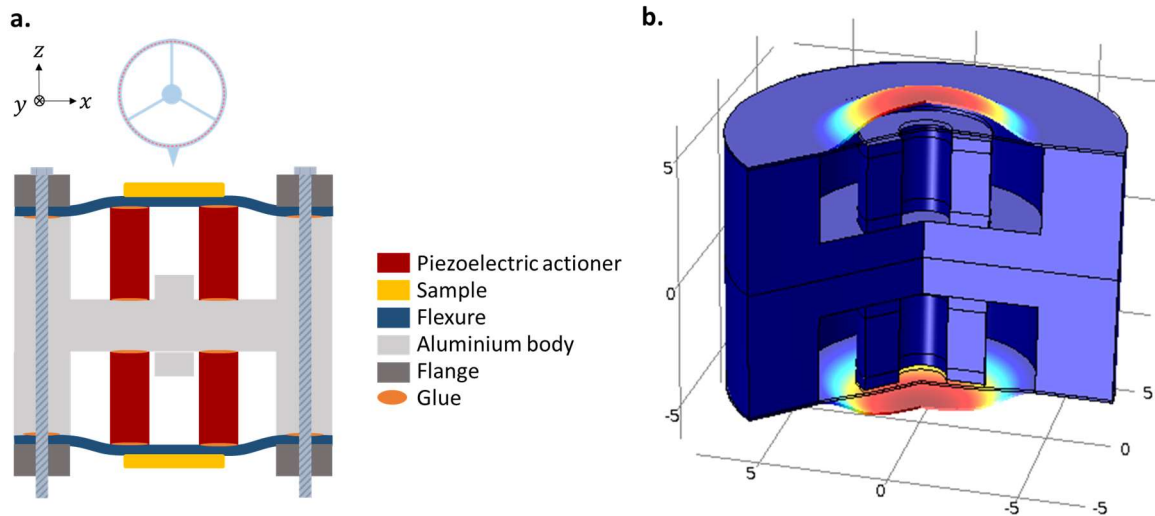 a.
z
y
x
Piezoelectric actioner
Sample
Flexure
Aluminium body
Flange
Glue
b.
5
0
-5
5
0
-5
5
0
-5